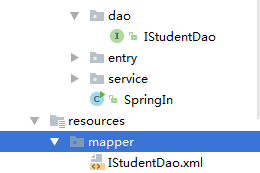 dao
IStudentDao
entry
service
SpringIn
resources
mapper
IStudentDao.xml